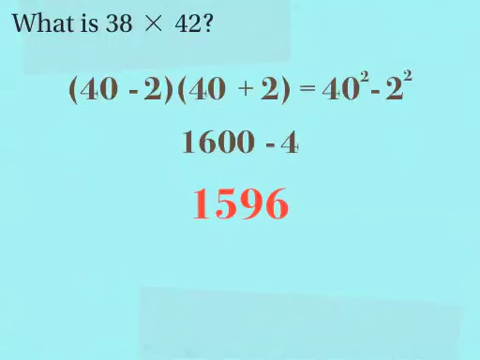 What is 38 × 42?
(40 - 2)(40 + 2) = 40² - 2²
1600 - 4
1596